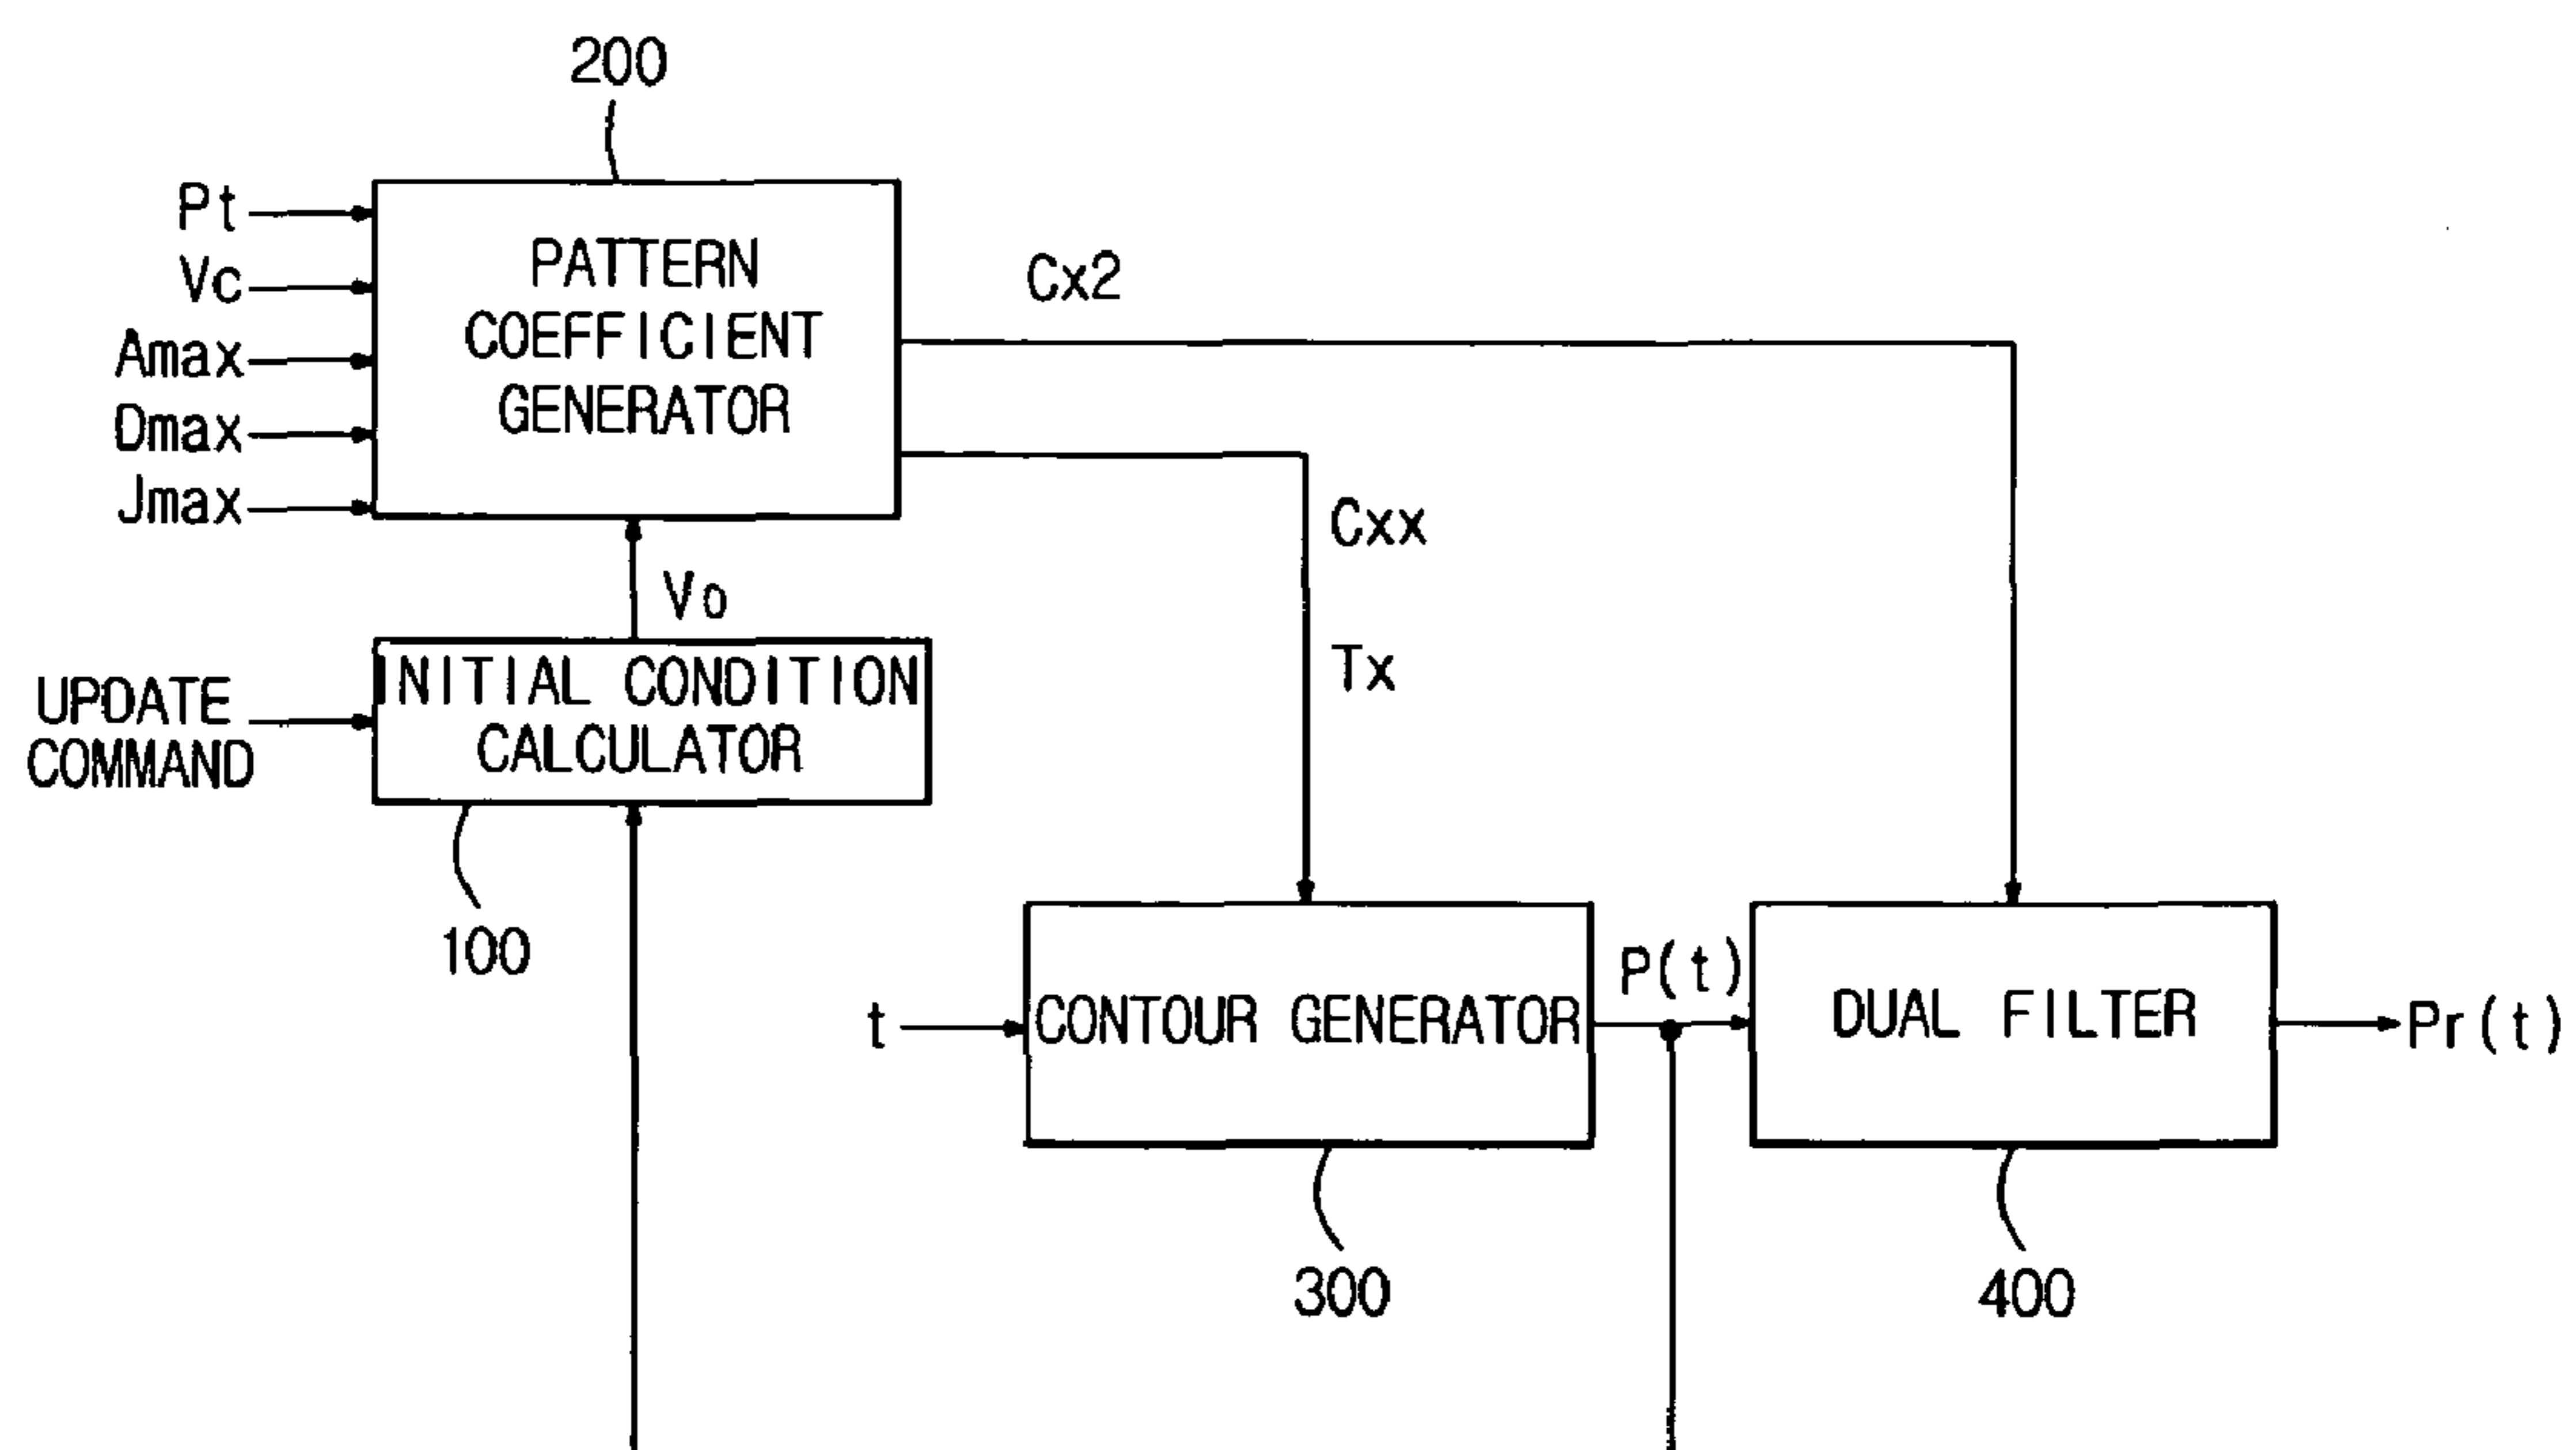 200
Pt
Vc
Amax
Dmax
Jmax
PATTERN
COEFFICIENT
GENERATOR
Cx2
Cxx
Tx
Vo
UPDATE
COMMAND
INITIAL CONDITION
CALCULATOR
100
t
CONTOUR GENERATOR
P(t)
DUAL FILTER
Pr(t)
300
400